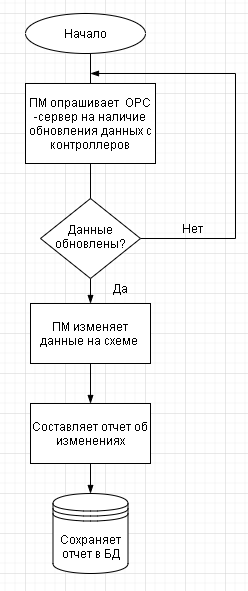 Начало
ПМ опрашивает OPC
-сервер на наличие
обновления данных с
контроллеров
Данные
обновлены?
Нет
Да
ПМ изменяет
данные на схеме
Составляет отчет об
изменениях
Сохраняет
отчет в БД